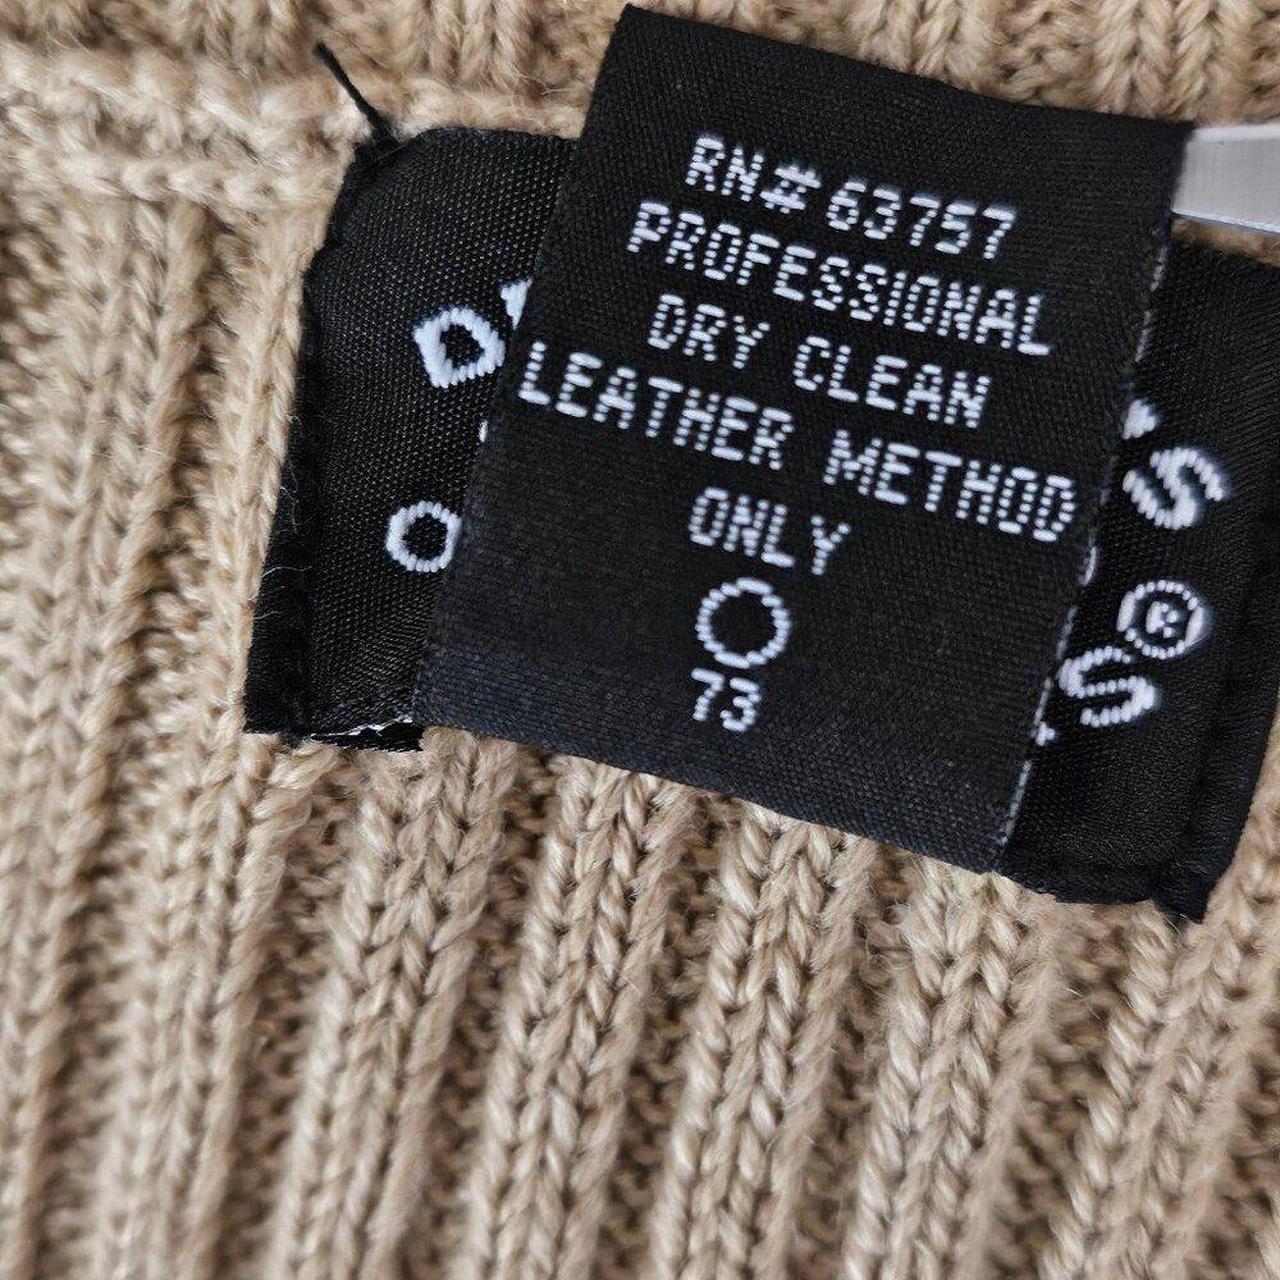 RN# 63757
PROFESSIONAL
DRY CLEAN
LEATHER METHOD
ONLY
73
®